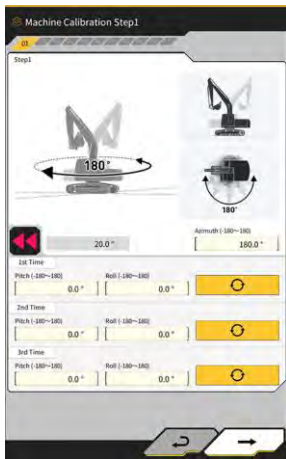 Machine Calibration Step1
01
Step1
180°
180°
Azimuth (-180~180)
20.0 °
180.0 °
1st Time
Pitch (-180~180) Roll (-180~180)
0.0 ° 0.0 °
2nd Time
Pitch (-180~180) Roll (-180~180)
0.0 ° 0.0 °
3rd Time
Pitch (-180~180) Roll (-180~180)
0.0 ° 0.0 °